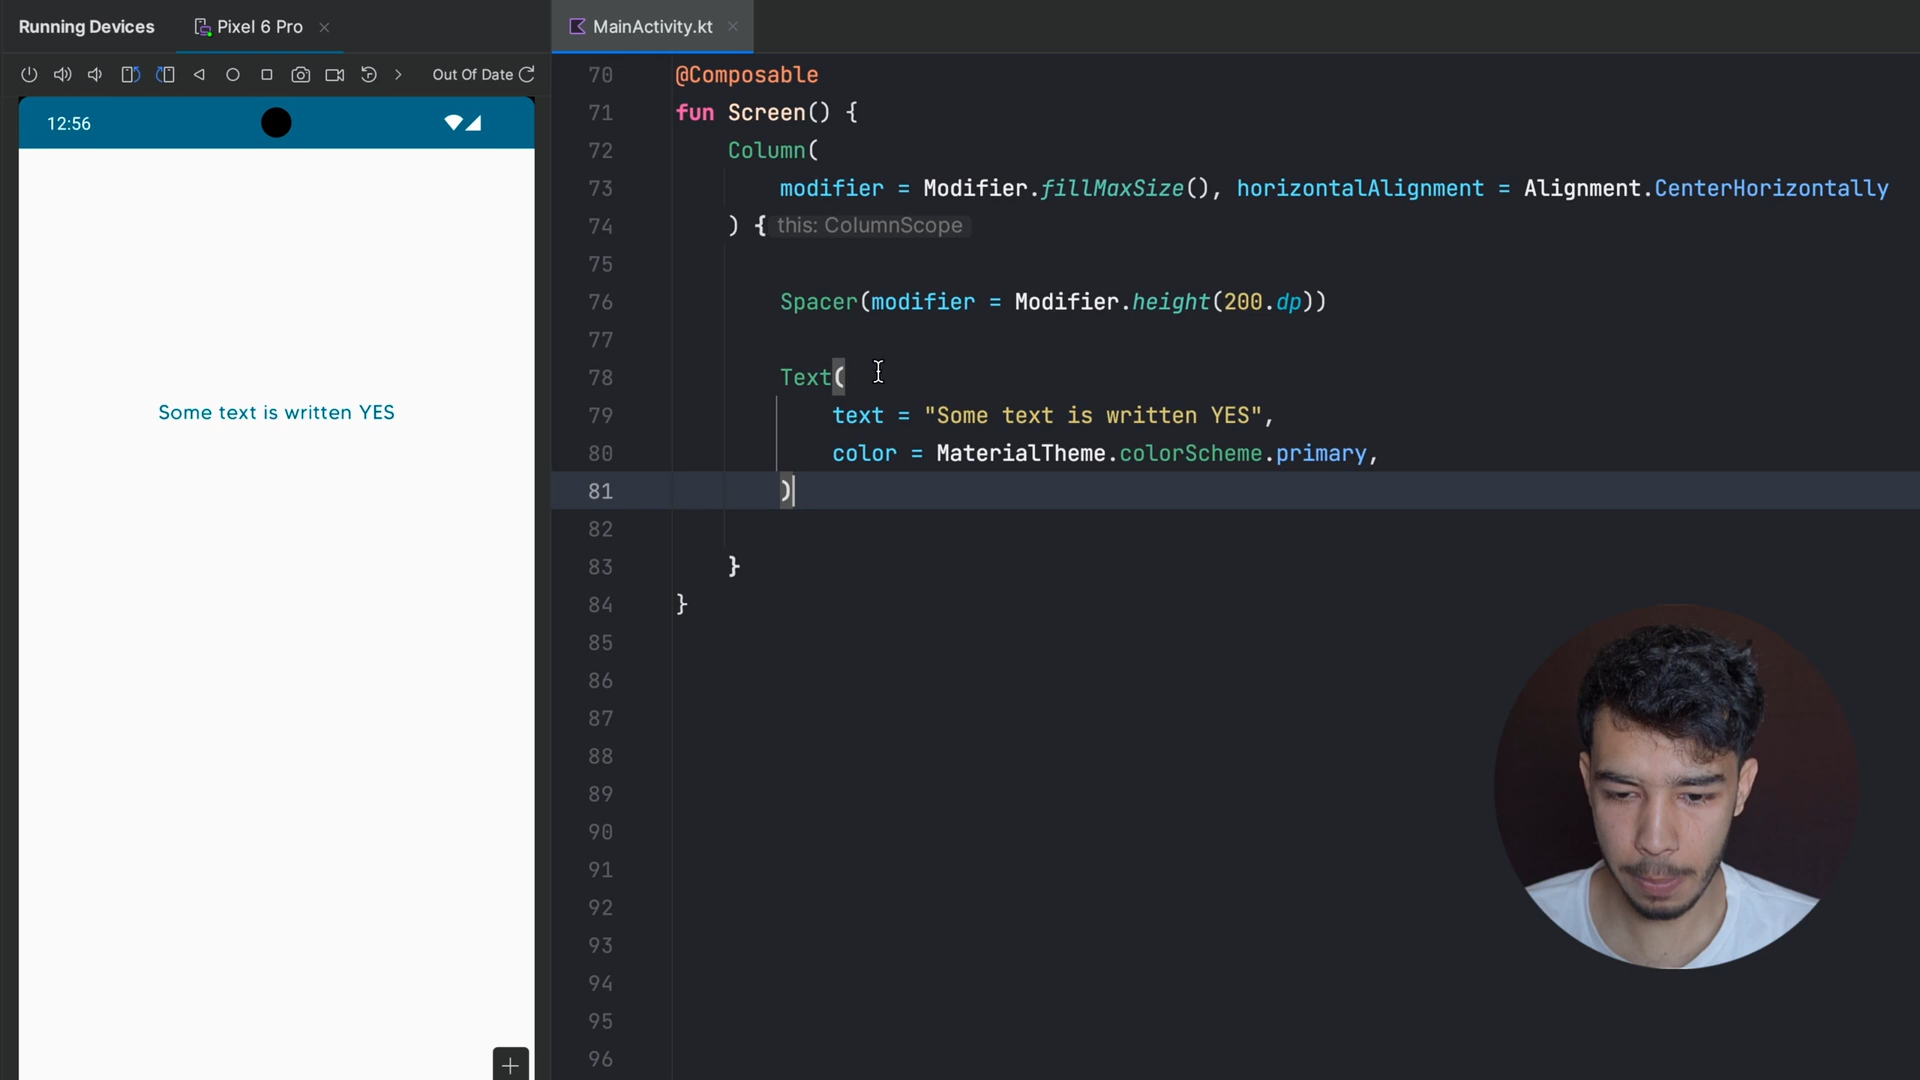 Running Devices
Pixel 6 Pro
MainActivity.kt
Out Of Date
12:56
Some text is written YES
70 @Composable
71 fun Screen() {
72 Column(
73 modifier = Modifier.fillMaxSize(), horizontalAlignment = Alignment.CenterHorizontally
74 ) { this: ColumnScope
75
76 Spacer(modifier = Modifier.height(200.dp))
77
78 Text(
79 text = "Some text is written YES",
80 color = MaterialTheme.colorScheme.primary,
81 )
82
83 }
84 }
85
86
87
88
89
90
91
92
93
94
95
96